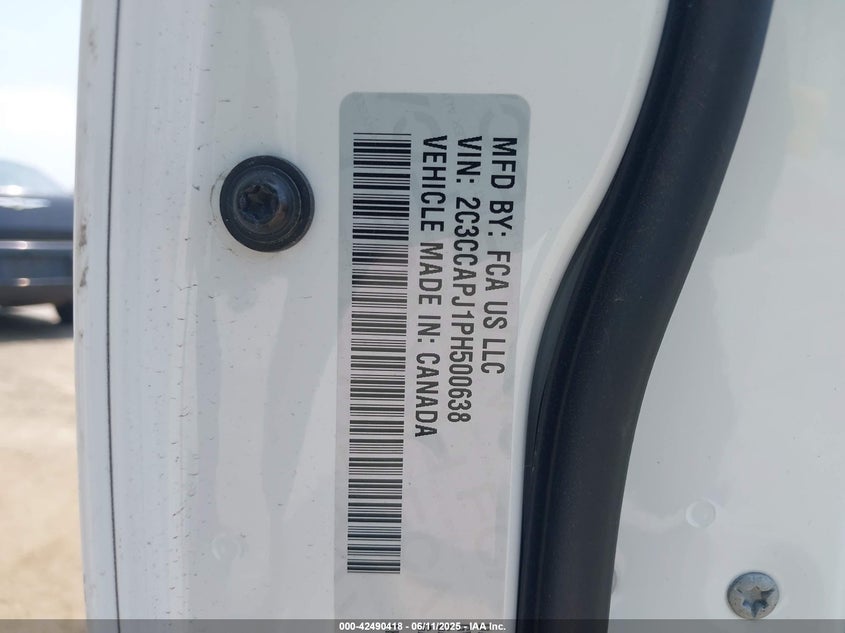 MFD BY: FCA US LLC
VIN: 2C3CCAPJ1PH500638
VEHICLE MADE IN: CANADA
000-42490418 - 06/11/2025 - IAA Inc.